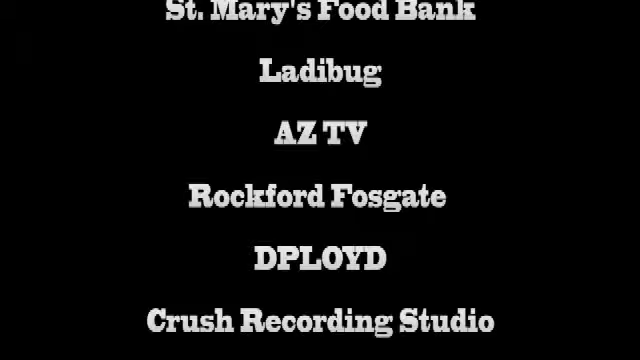 St. Mary's Food Bank
Ladibug
AZ TV
Rockford Fosgate
DPLOYD
Crush Recording Studio